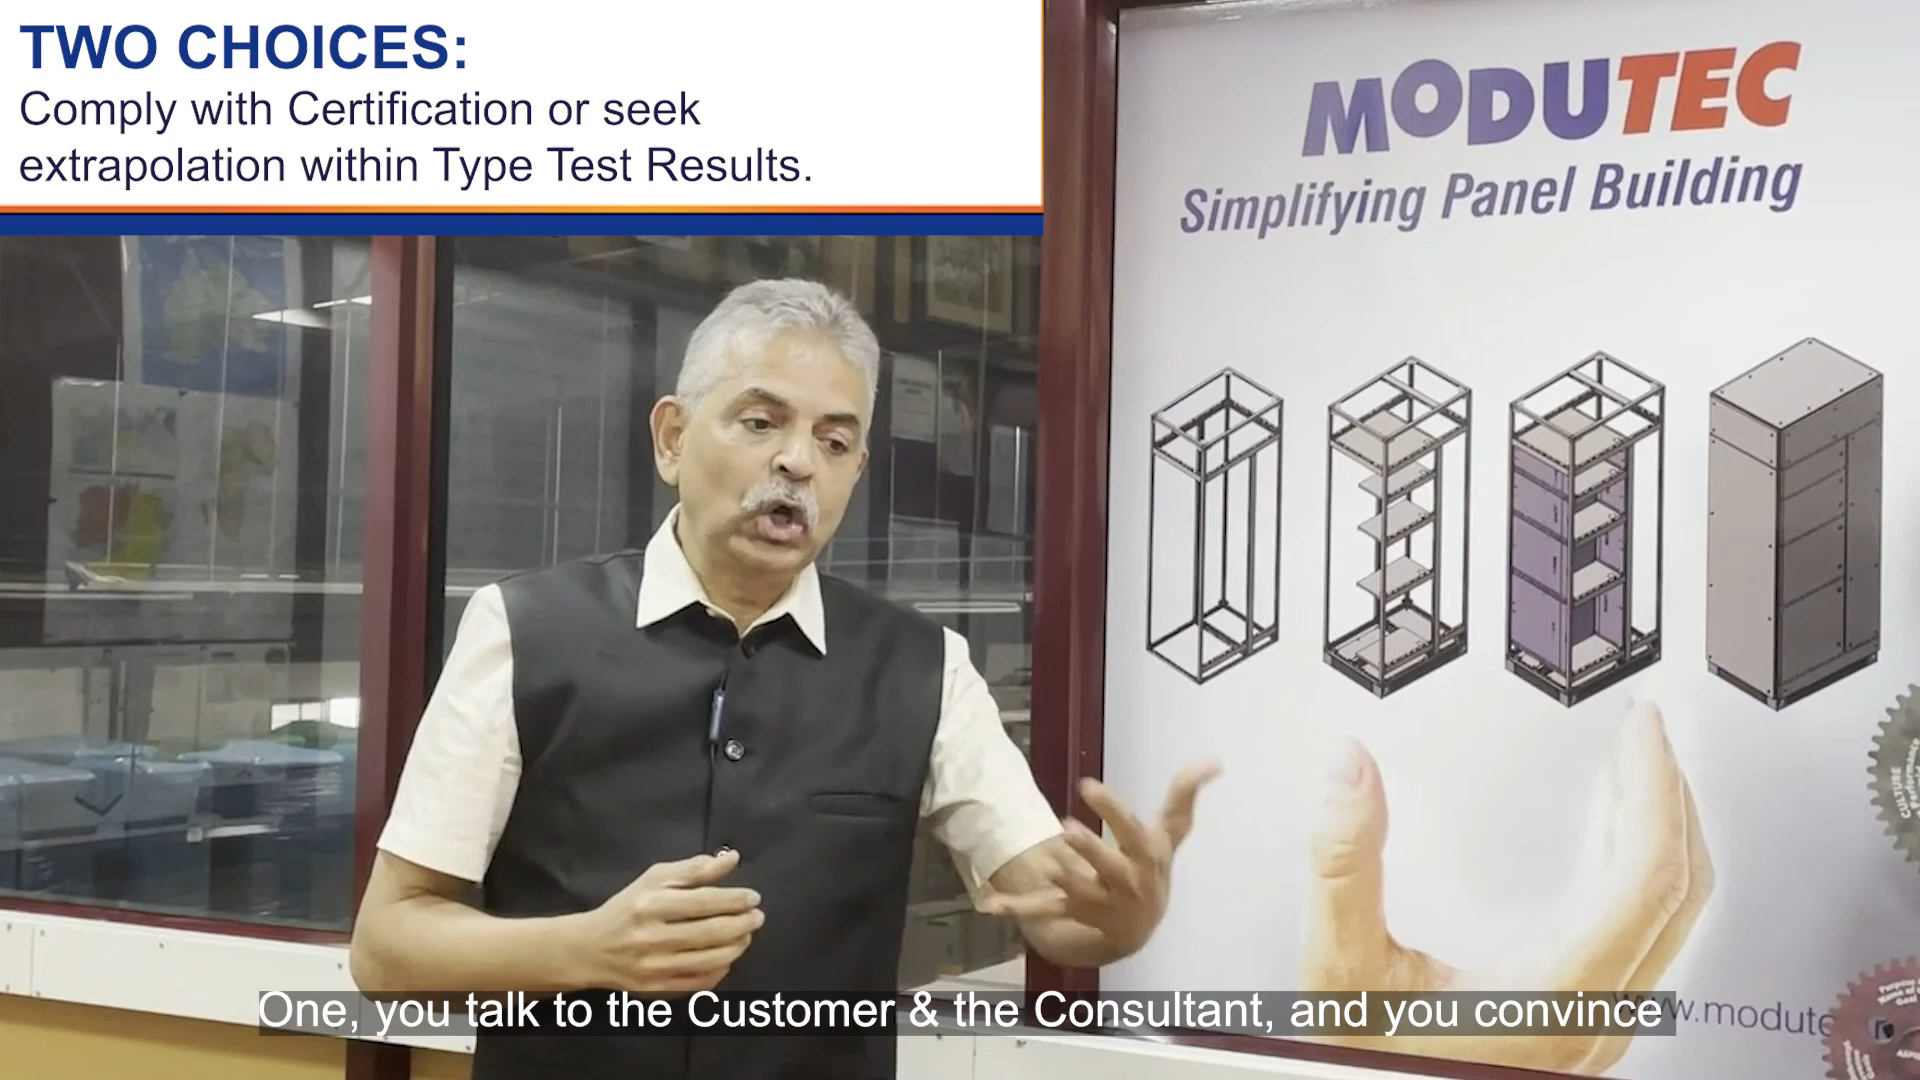 TWO CHOICES:
Comply with Certification or seek
extrapolation within Type Test Results.
MODUTEC
Simplifying Panel Building
CULTURE
One, you talk to the Customer & the Consultant, and you convince